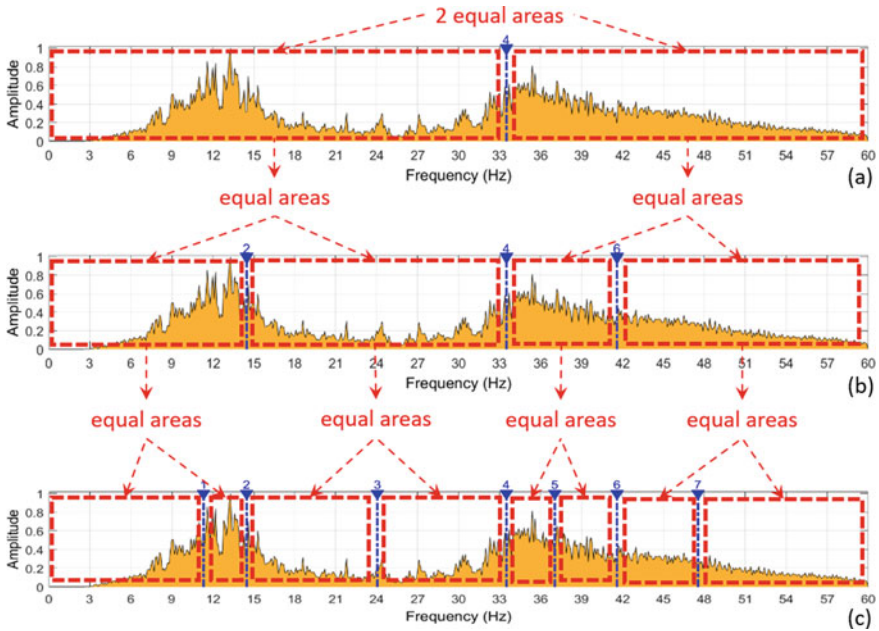 2 equal areas
4
Amplitude
1
0.8
0.6
0.4
0.2
0
0 3 6 9 12 15 18 21 24 27 30 33 36 39 42 45 48 51 54 57 60
Frequency (Hz)
(a)
equal areas equal areas
2 4 6
Amplitude
1
0.8
0.6
0.4
0.2
0
0 3 6 9 12 15 18 21 24 27 30 33 36 39 42 45 48 51 54 57 60
Frequency (Hz)
(b)
equal areas equal areas equal areas equal areas
1 2 3 4 5 6 7
Amplitude
1
0.8
0.6
0.4
0.2
0
0 3 6 9 12 15 18 21 24 27 30 33 36 39 42 45 48 51 54 57 60
Frequency (Hz)
(c)